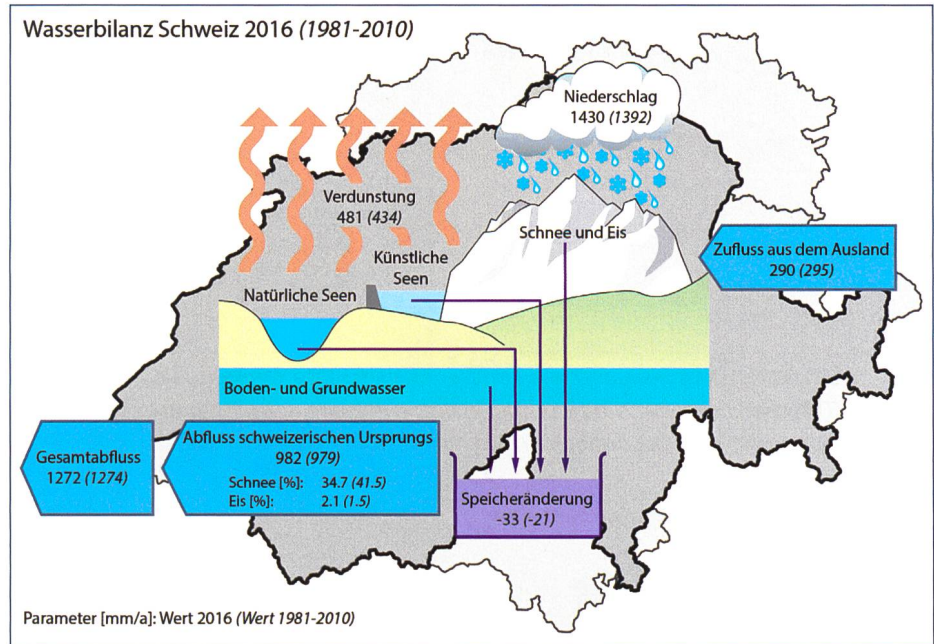 Wasserbilanz Schweiz 2016 (1981-2010)
Niederschlag
1430 (1392)
Verdunstung
481 (434)
Schnee und Eis
Künstliche
Seen
Natürliche Seen
Zufluss aus dem Ausland
290 (295)
Boden- und Grundwasser
Gesamtabfluss
1272 (1274)
Abfluss schweizerischen Ursprungs
982 (979)
Schnee [%]: 34.7 (41.5)
Eis [%]: 2.1 (1.5)
Speicheränderung
-33 (-21)
Parameter [mm/a]: Wert 2016 (Wert 1981-2010)